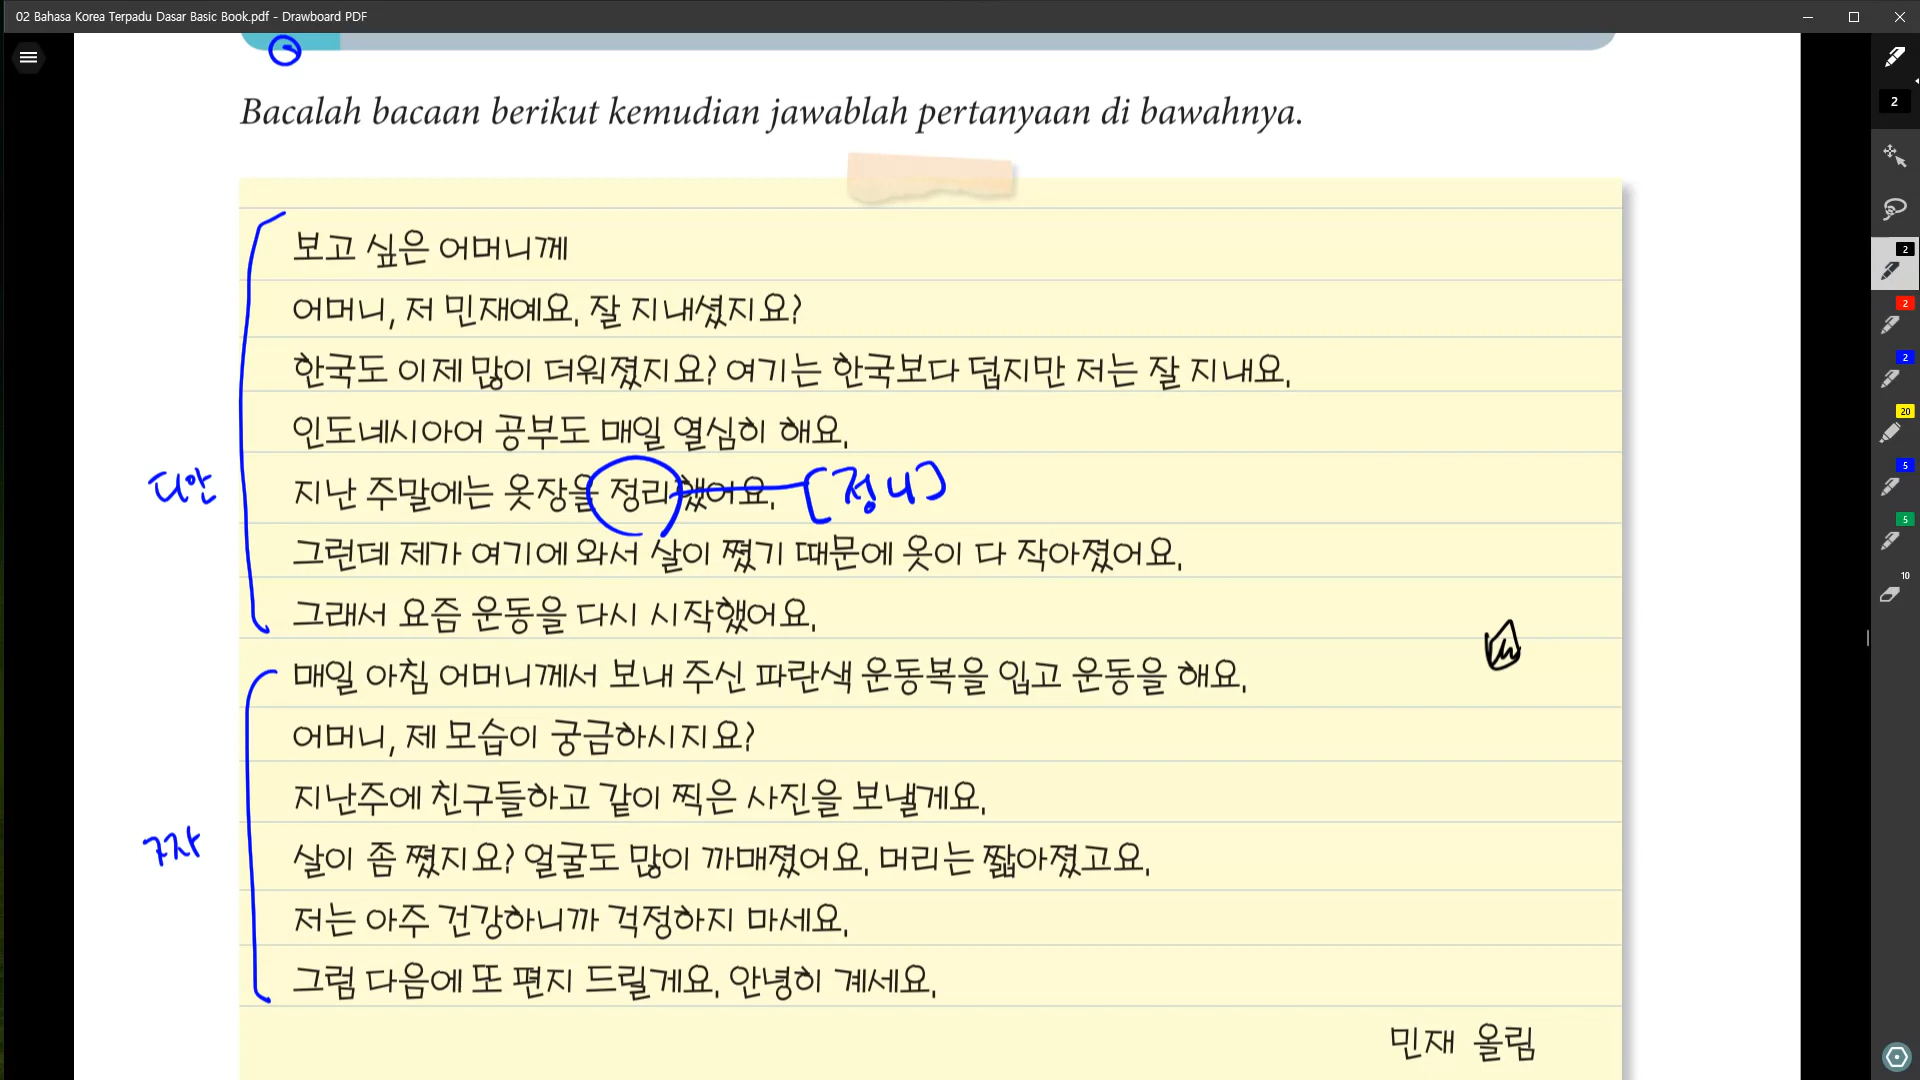 02 Bahasa Korea Terpadu Dasar Basic Book.pdf - Drawboard PDF
Bacalah bacaan berikut kemudian jawablah pertanyaan di bawahnya.
보고 싶은 어머니께
어머니, 저 민재예요. 잘 지내셨지요?
한국도 이제 많이 더워졌지요? 여기는 한국보다 덥지만 저는 잘 지내요.
인도네시아어 공부도 매일 열심히 해요.
디안
지난 주말에는 옷장을 정리했어요. [정니]
그런데 제가 여기에 와서 살이 쪘기 때문에 옷이 다 작아졌어요.
그래서 요즘 운동을 다시 시작했어요.
매일 아침 어머니께서 보내 주신 파란색 운동복을 입고 운동을 해요.
어머니, 제 모습이 궁금하시지요?
지난주에 친구들하고 같이 찍은 사진을 보낼게요.
살이 좀 쪘지요? 얼굴도 많이 까매졌어요. 머리는 짧아졌고요.
저는 아주 건강하니까 걱정하지 마세요.
그럼 다음에 또 편지 드릴게요. 안녕히 계세요.
민재 올림
2
2
2
2
20
5
5
10